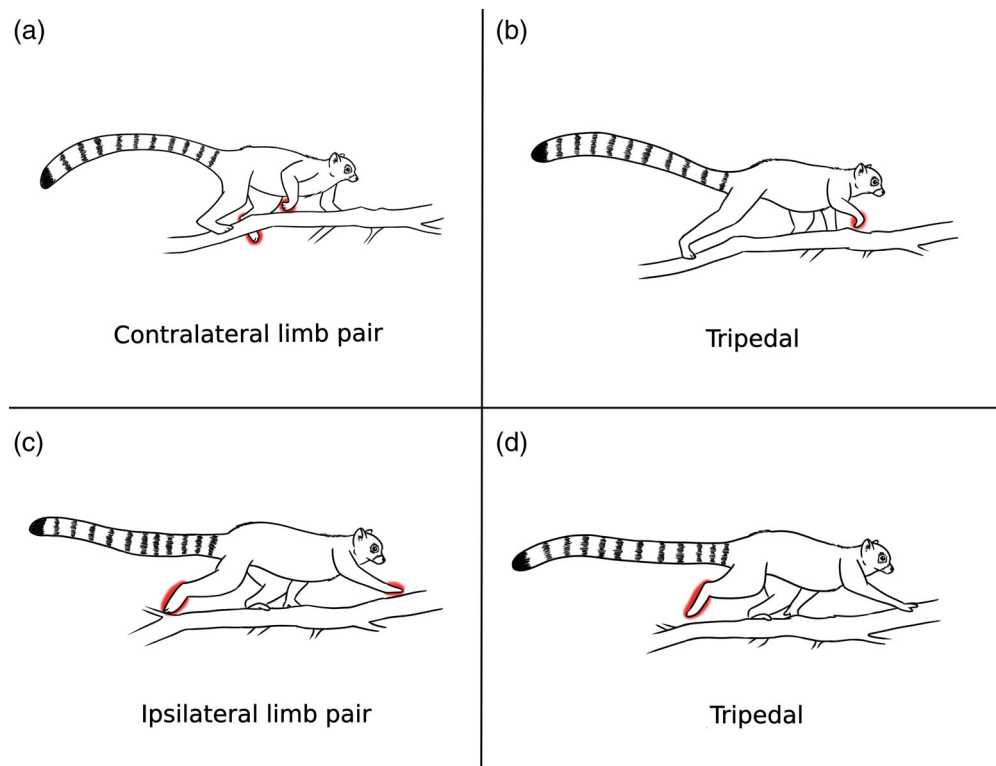 (a)
Contralateral limb pair
(b)
Tripedal
(c)
Ipsilateral limb pair
(d)
Tripedal